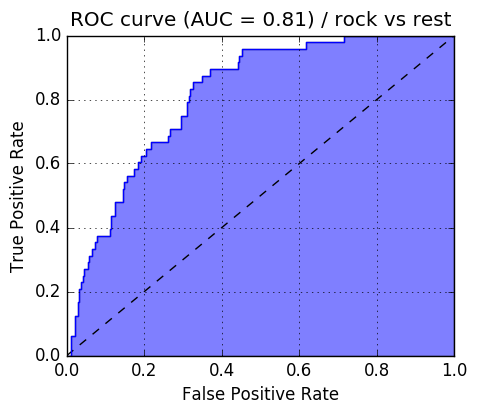 ROC curve (AUC = 0.81) / rock vs rest
1.0
0.8
0.6
0.4
0.2
0.0
True Positive Rate
0.0 0.2 0.4 0.6 0.8 1.0
False Positive Rate